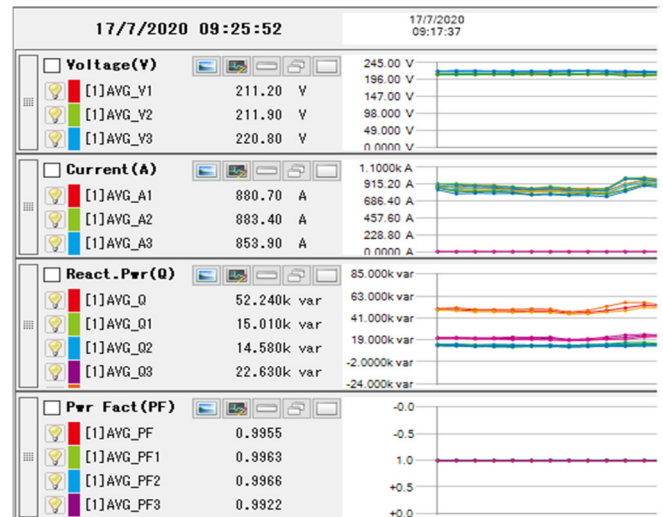 17/7/2020 09:25:52
17/7/2020
09:17:37
Voltage(V)
[1]AVG_V1 211.20 V
[1]AVG_V2 211.90 V
[1]AVG_V3 220.80 V
245.00 V
196.00 V
147.00 V
98.000 V
49.000 V
0.0000 V
Current(A)
[1]AVG_A1 880.70 A
[1]AVG_A2 883.40 A
[1]AVG_A3 853.90 A
1.1000k A
915.20 A
686.40 A
457.60 A
228.80 A
0.0000 A
React.Pwr(Q)
[1]AVG_Q 52.240k var
[1]AVG_Q1 15.010k var
[1]AVG_Q2 14.580k var
[1]AVG_Q3 22.630k var
85.000k var
63.000k var
41.000k var
19.000k var
-2.0000k var
-24.000k var
Pwr Fact(PF)
[1]AVG_PF 0.9955
[1]AVG_PF1 0.9963
[1]AVG_PF2 0.9966
[1]AVG_PF3 0.9922
-0.0
-0.5
1.0
+0.5
+0.0